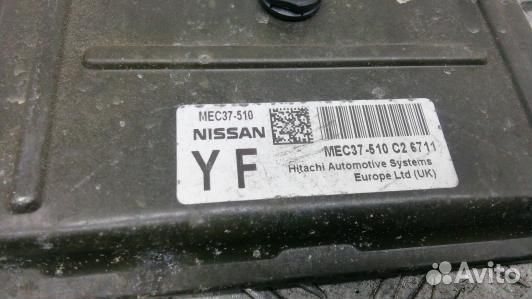 MEC37-510
NISSAN
YF
MEC37-510 C2 6711
Hitachi Automotive Systems
Europe Ltd (UK)
Avito